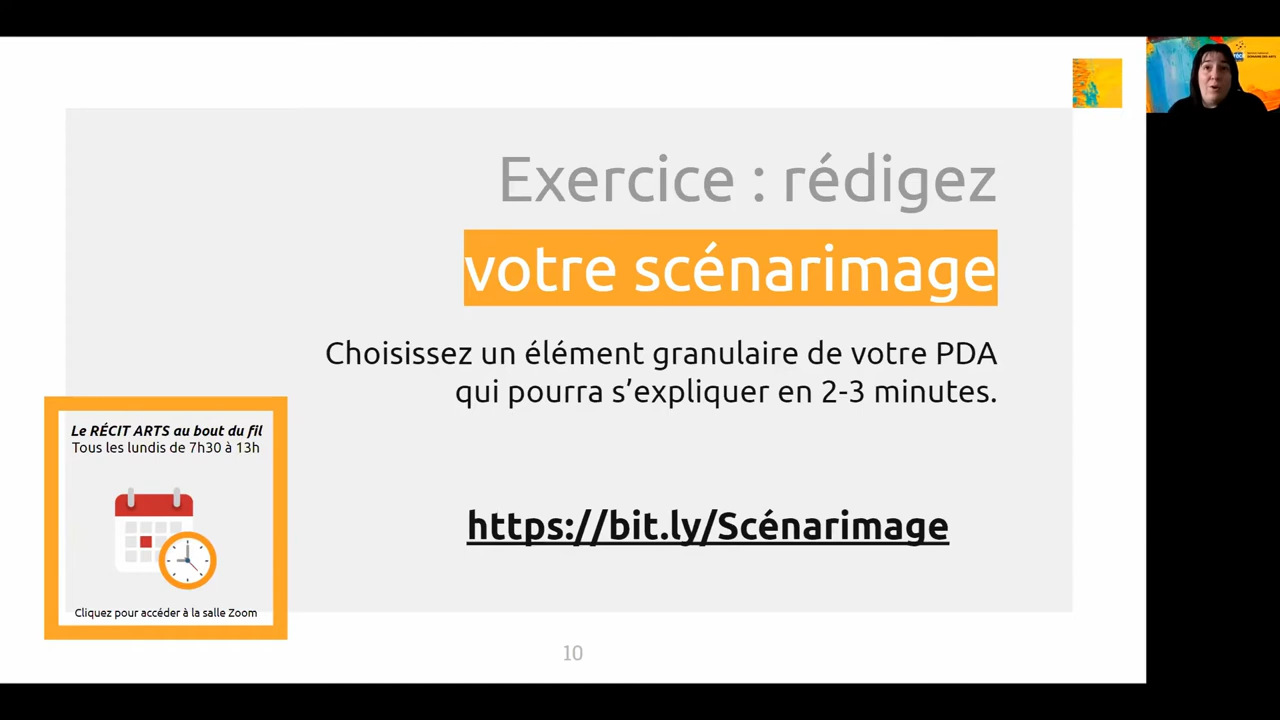 Exercice : rédigez
votre scénarimage
Choisissez un élément granulaire de votre PDA
qui pourra s’expliquer en 2-3 minutes.
https://bit.ly/Scénarimage
Le RÉCIT ARTS au bout du fil
Tous les lundis de 7h30 à 13h
Cliquez pour accéder à la salle Zoom
10